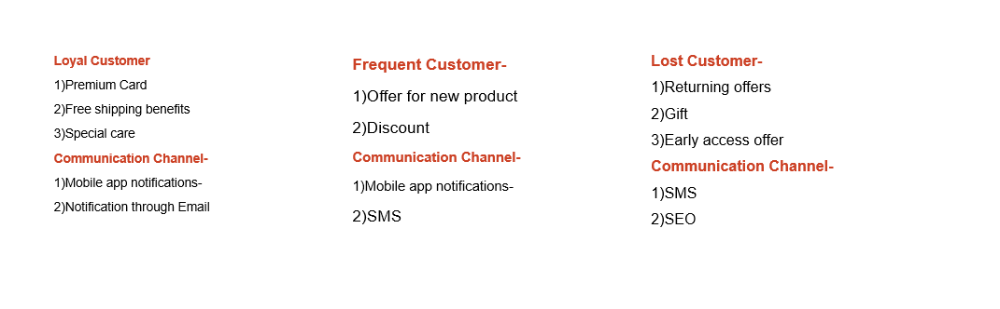 Loyal Customer
1)Premium Card
2)Free shipping benefits
3)Special care
Communication Channel-
1)Mobile app notifications-
2)Notification through Email
Frequent Customer-
1)Offer for new product
2)Discount
Communication Channel-
1)Mobile app notifications-
2)SMS
Lost Customer-
1)Returning offers
2)Gift
3)Early access offer
Communication Channel-
1)SMS
2)SEO